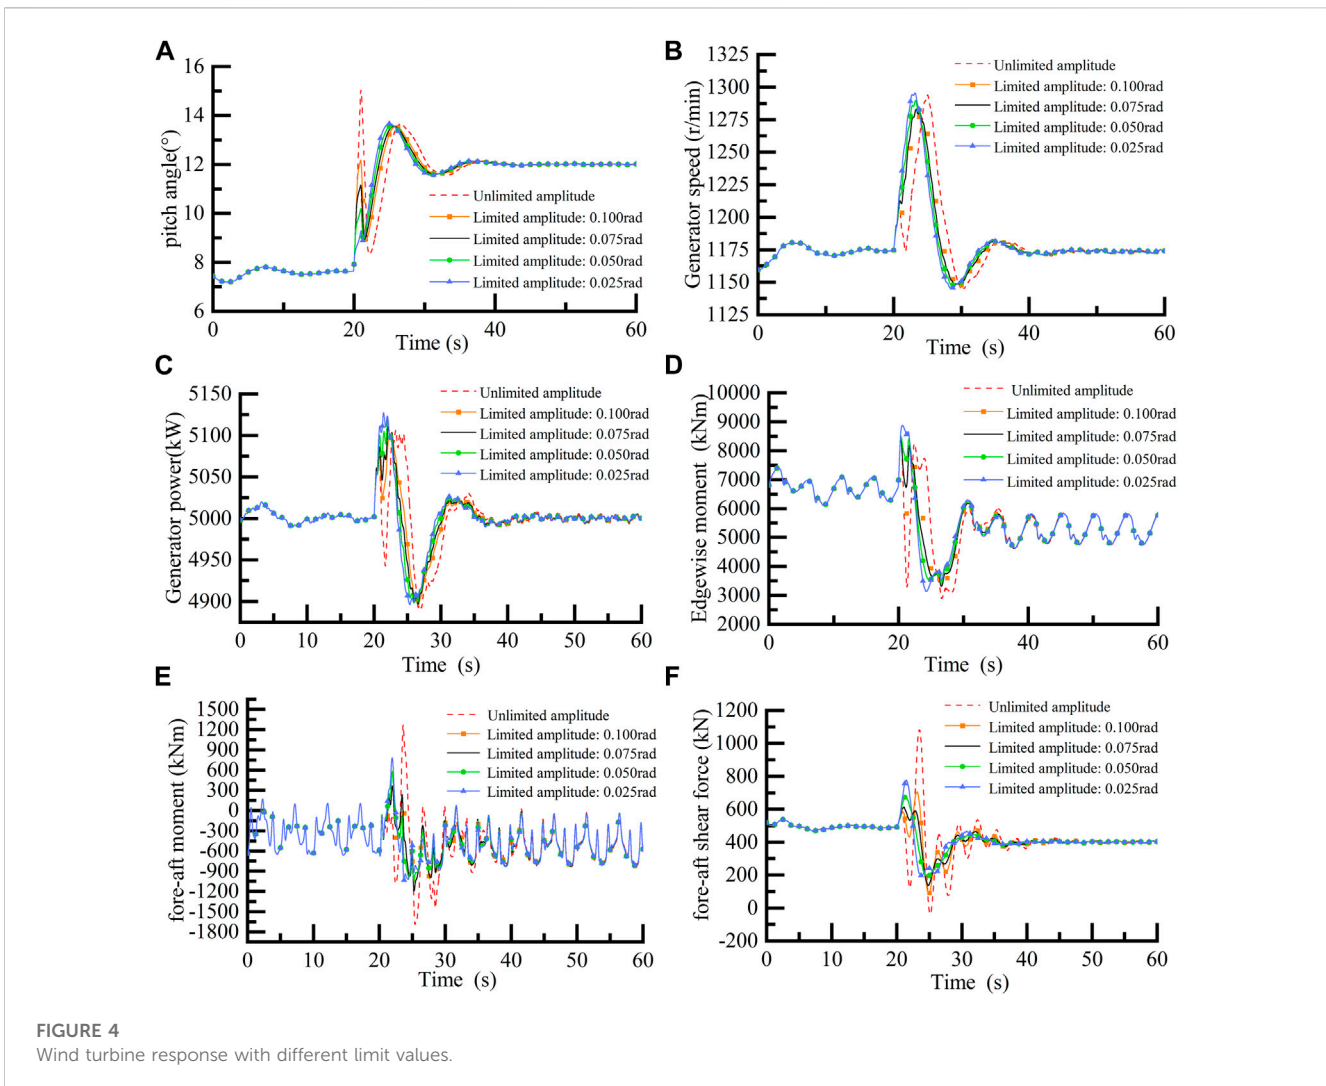 A
pitch angle(°)
16
14
12
10
8
6
0
20
40
60
Time (s)
Unlimited amplitude
Limited amplitude: 0.100rad
Limited amplitude: 0.075rad
Limited amplitude: 0.050rad
Limited amplitude: 0.025rad
B
Generator speed (r/min)
1325
1300
1275
1250
1225
1200
1175
1150
1125
0
20
40
60
Time (s)
Unlimited amplitude
Limited amplitude: 0.100rad
Limited amplitude: 0.075rad
Limited amplitude: 0.050rad
Limited amplitude: 0.025rad
C
Generator power(kW)
5150
5100
5050
5000
4950
4900
0
10
20
30
40
50
60
Time (s)
Unlimited amplitude
Limited amplitude: 0.100rad
Limited amplitude: 0.075rad
Limited amplitude: 0.050rad
Limited amplitude: 0.025rad
D
Edgewise moment (kNm)
10000
9000
8000
7000
6000
5000
4000
3000
2000
0
10
20
30
40
50
60
Time (s)
Unlimited amplitude
Limited amplitude: 0.100rad
Limited amplitude: 0.075rad
Limited amplitude: 0.050rad
Limited amplitude: 0.025rad
E
fore-aft moment (kNm)
1500
1200
900
600
300
0
-300
-600
-900
-1200
-1500
-1800
0
10
20
30
40
50
60
Time (s)
Unlimited amplitude
Limited amplitude: 0.100rad
Limited amplitude: 0.075rad
Limited amplitude: 0.050rad
Limited amplitude: 0.025rad
F
fore-aft shear force (kN)
1200
1000
800
600
400
200
0
-200
0
10
20
30
40
50
60
Time (s)
Unlimited amplitude
Limited amplitude: 0.100rad
Limited amplitude: 0.075rad
Limited amplitude: 0.050rad
Limited amplitude: 0.025rad
FIGURE 4
Wind turbine response with different limit values.